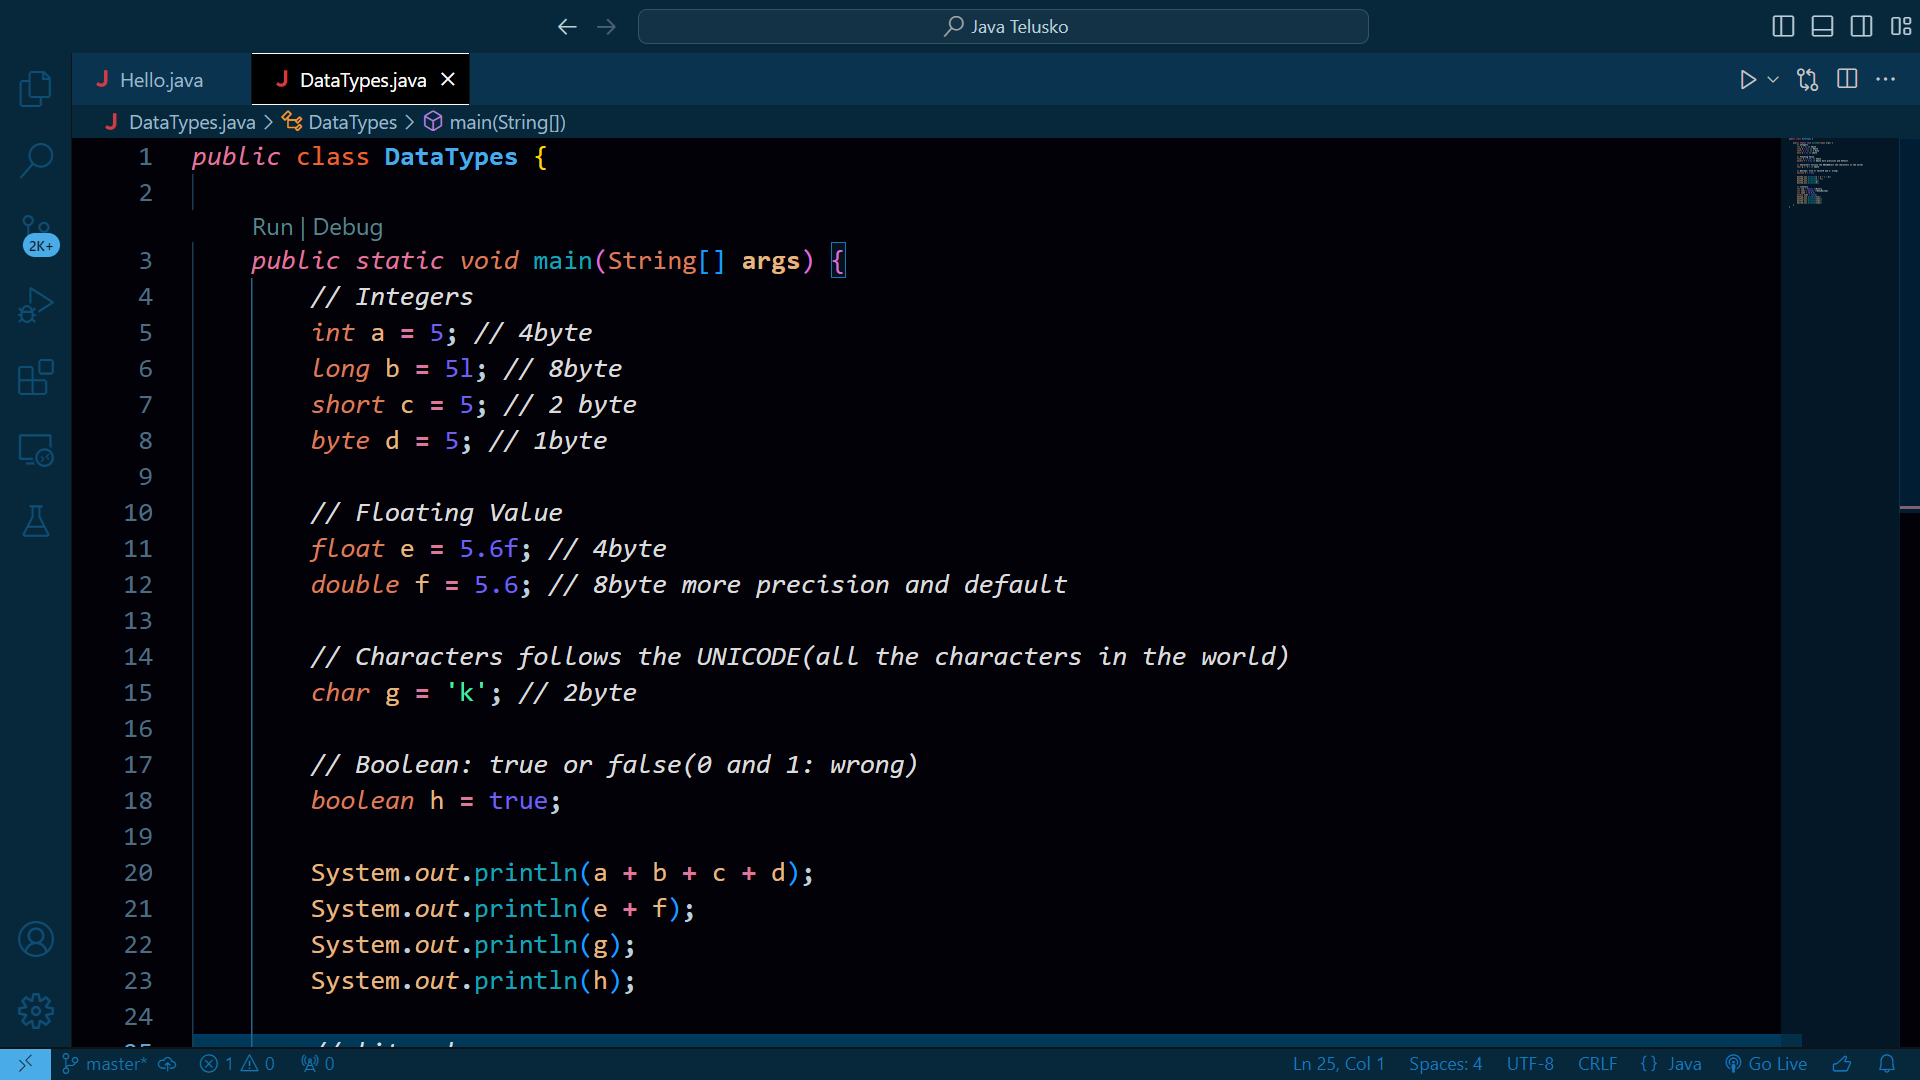 Java Telusko
Hello.java
DataTypes.java
DataTypes.java > DataTypes > main(String[])
1 public class DataTypes {
2
Run | Debug
3 public static void main(String[] args) {
4 // Integers
5 int a = 5; // 4byte
6 long b = 5l; // 8byte
7 short c = 5; // 2 byte
8 byte d = 5; // 1byte
9
10 // Floating Value
11 float e = 5.6f; // 4byte
12 double f = 5.6; // 8byte more precision and default
13
14 // Characters follows the UNICODE(all the characters in the world)
15 char g = 'k'; // 2byte
16
17 // Boolean: true or false(0 and 1: wrong)
18 boolean h = true;
19
20 System.out.println(a + b + c + d);
21 System.out.println(e + f);
22 System.out.println(g);
23 System.out.println(h);
24
2K+
master* 1 0 0 Ln 25, Col 1 Spaces: 4 UTF-8 CRLF {} Java Go Live